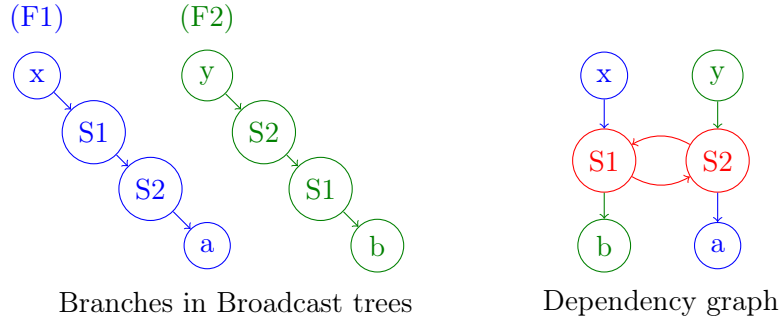 (F1) (F2)
x y x y
S1 S2 S1 S2
S2 S1
a b b a
Branches in Broadcast trees
Dependency graph